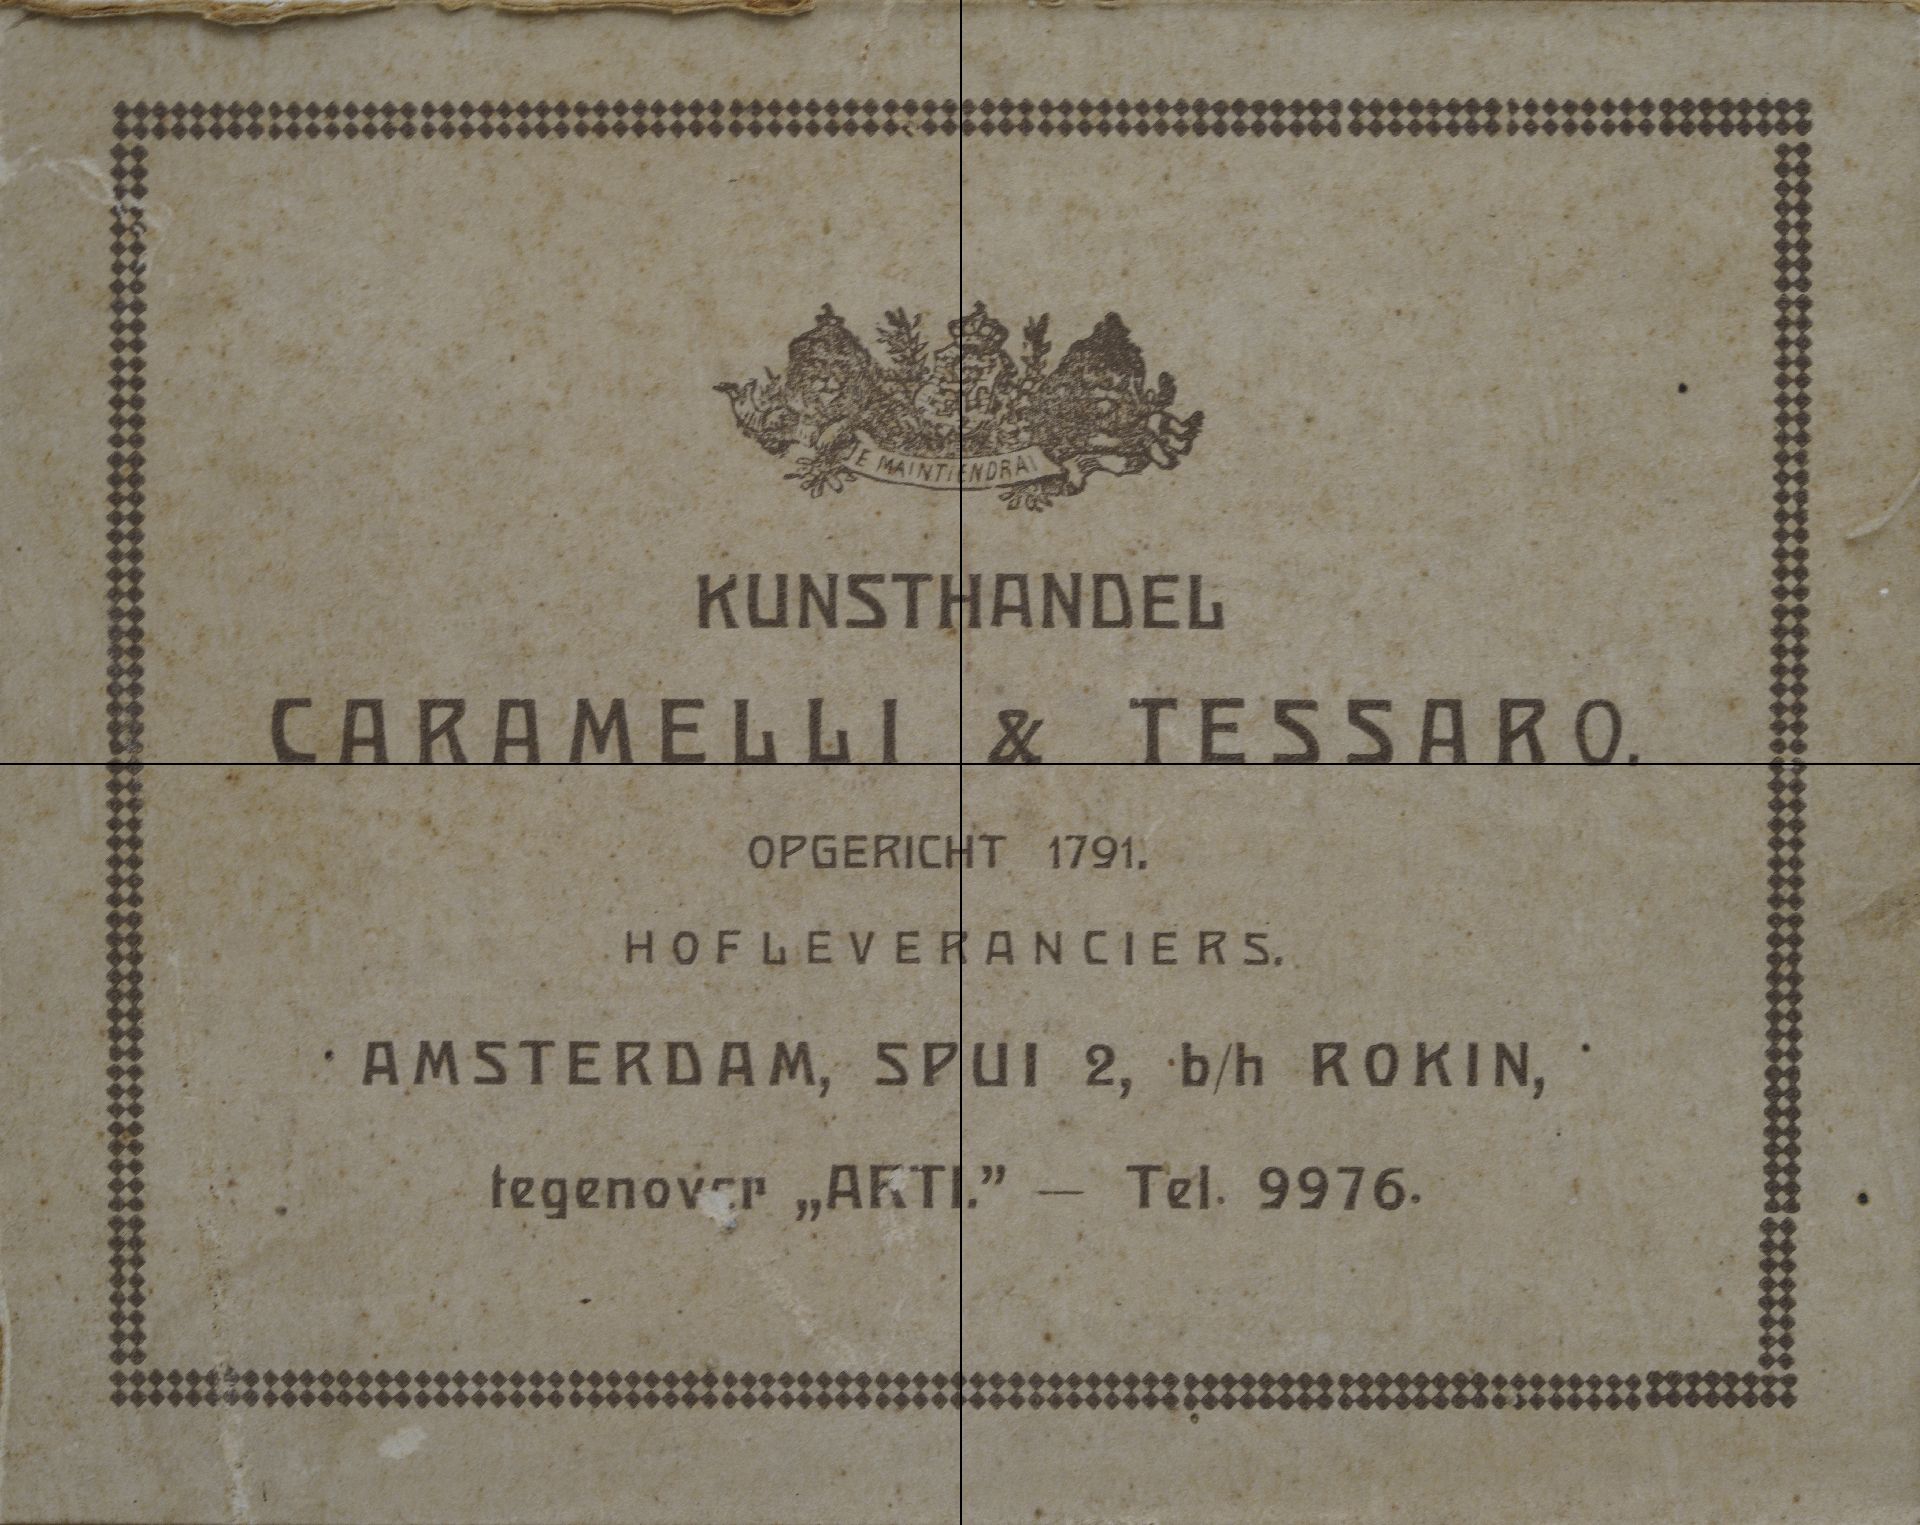 JE MAINTIENDRAI
KUNSTHANDEL
CARAMELLI & TESSARO.
OPGERICHT 1791.
HOFLEVERANCIERS.
AMSTERDAM, SPUI 2, b/h ROKIN,
tegenover „ARTI.” — Tel. 9976.